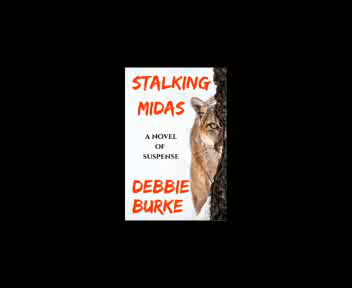 STALKING
MIDAS
A NOVEL
OF
SUSPENSE
DEBBIE
BURKE